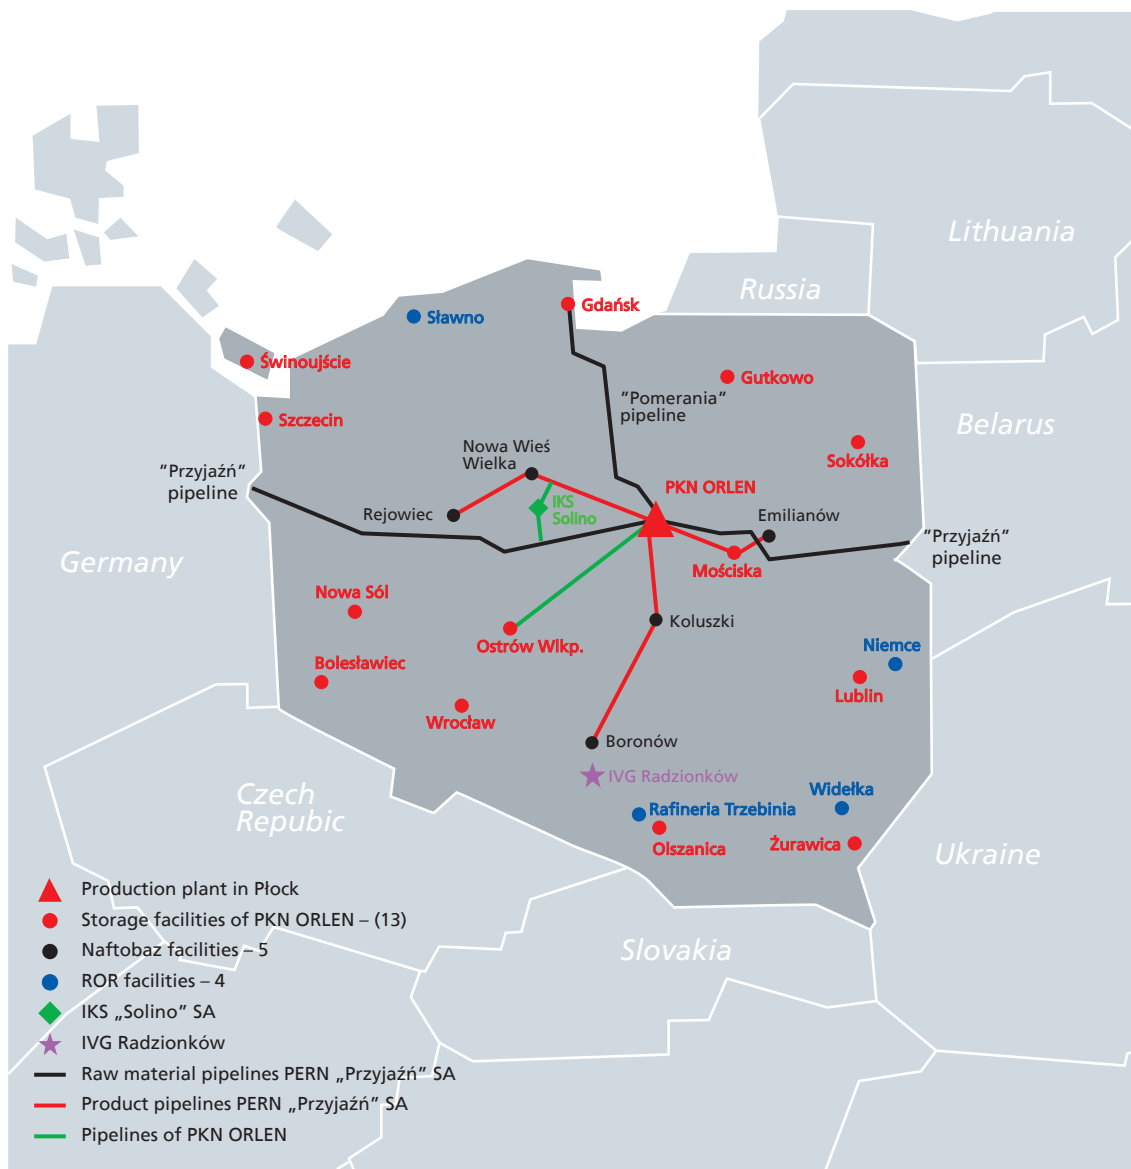 Lithuania
Russia
Gdańsk
Sławno
Świnoujście
Gutkowo
"Pomerania"
pipeline
Szczecin
Belarus
Nowa Wieś
Wielka
Sokółka
"Przyjaźń"
pipeline
PKN ORLEN
IKS
Solino
Rejowiec
Emilianów
"Przyjaźń"
pipeline
Germany
Mościska
Nowa Sól
Koluszki
Ostrów Wlkp.
Niemce
Bolesławiec
Lublin
Wrocław
Boronów
IVG Radzionków
Czech
Repubic
Rafineria Trzebinia
Widełka
Olszanica
Żurawica
Ukraine
Slovakia
Production plant in Płock
Storage facilities of PKN ORLEN – (13)
Naftobaz facilities – 5
ROR facilities – 4
IKS „Solino” SA
IVG Radzionków
Raw material pipelines PERN „Przyjaźń” SA
Product pipelines PERN „Przyjaźń” SA
Pipelines of PKN ORLEN